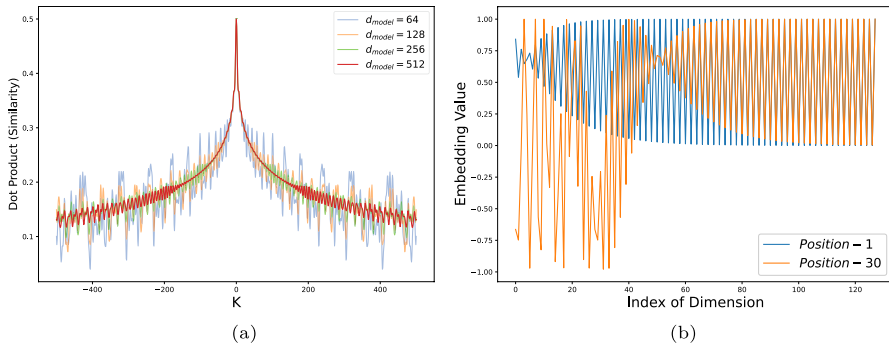 0.5
0.4
0.3
0.2
0.1
Dot Product (Similarity)
−400 −200 0 200 400
K
d_model = 64
d_model = 128
d_model = 256
d_model = 512
(a)
1.00
0.75
0.50
0.25
0.00
−0.25
−0.50
−0.75
−1.00
Embedding Value
0 20 40 60 80 100 120
Index of Dimension
Position − 1
Position − 30
(b)